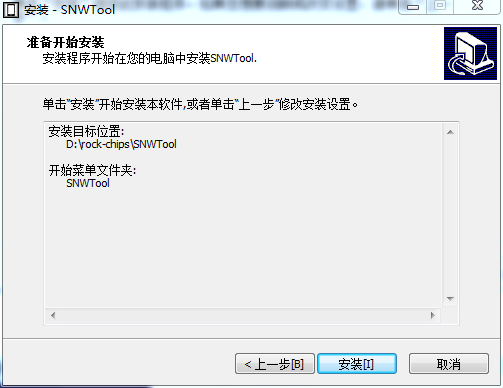 安装 - SNWTool
准备开始安装
安装程序开始在您的电脑中安装SNWTool.
单击“安装”开始安装本软件,或者单击“上一步”修改安装设置。
安装目标位置:
D:\rock-chips\SNWTool
开始菜单文件夹:
SNWTool
< 上一步[B]
安装[I]
取消